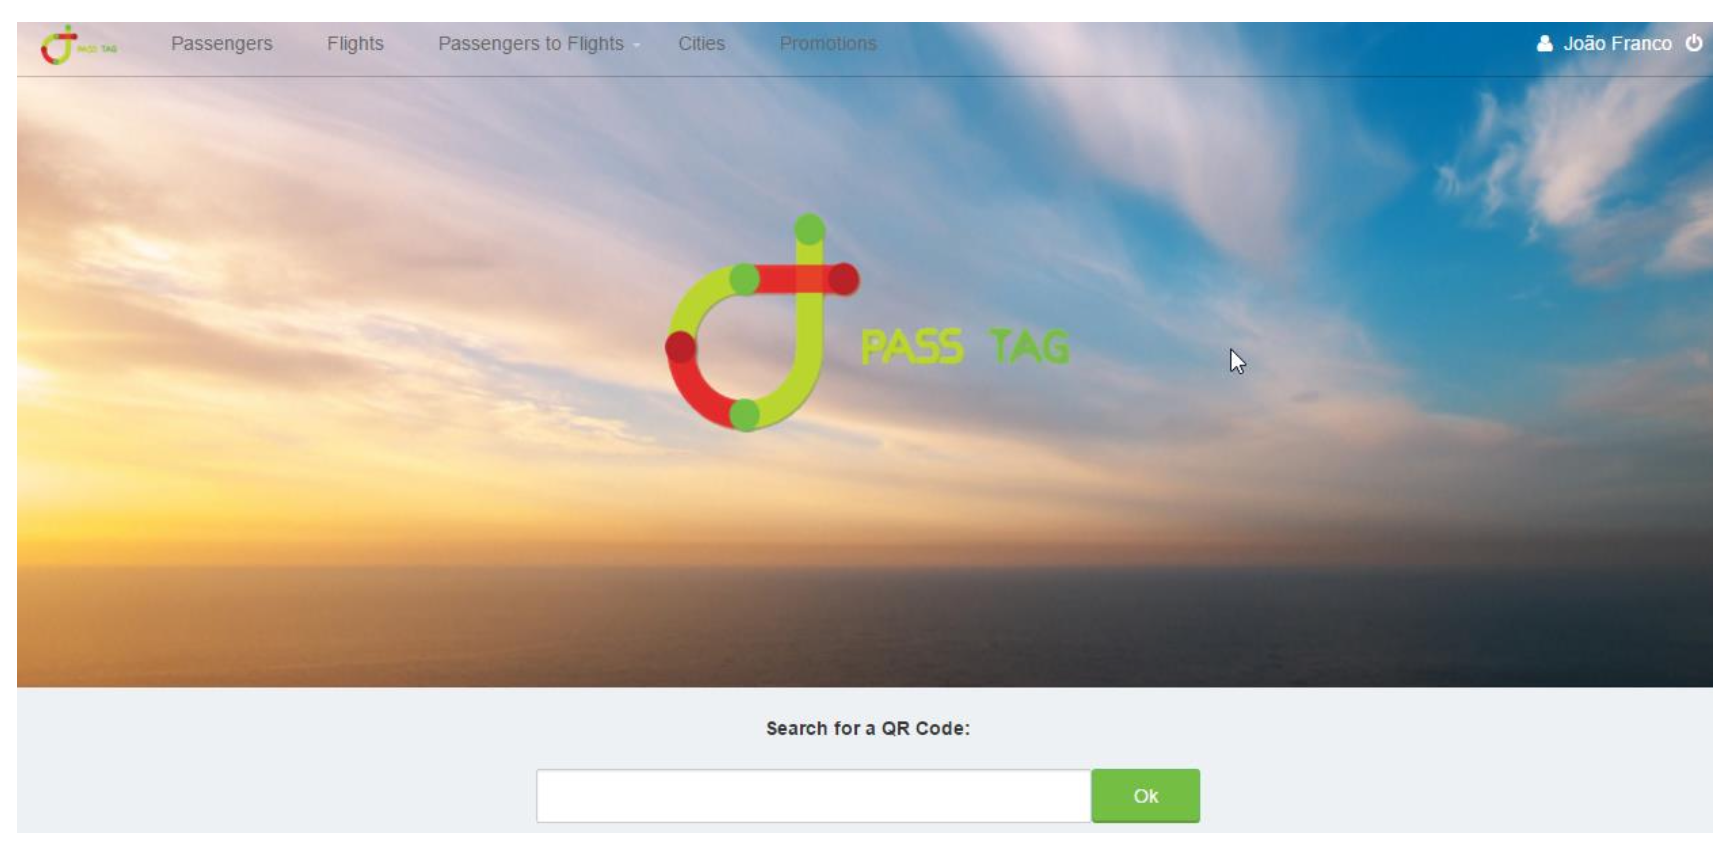 PASS TAG Passengers Flights Passengers to Flights Cities Promotions João Franco
PASS TAG
Search for a QR Code:
Ok